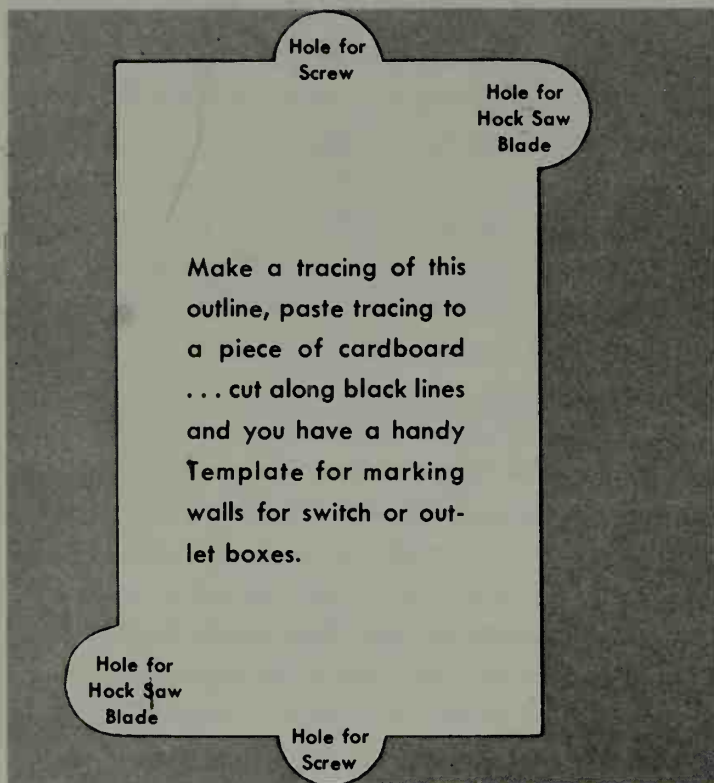 Hole for
Screw
Hole for
Hock Saw
Blade
Make a tracing of this
outline, paste tracing to
a piece of cardboard
... cut along black lines
and you have a handy
Template for marking
walls for switch or out-
let boxes.
Hole for
Hock Saw
Blade
Hole for
Screw